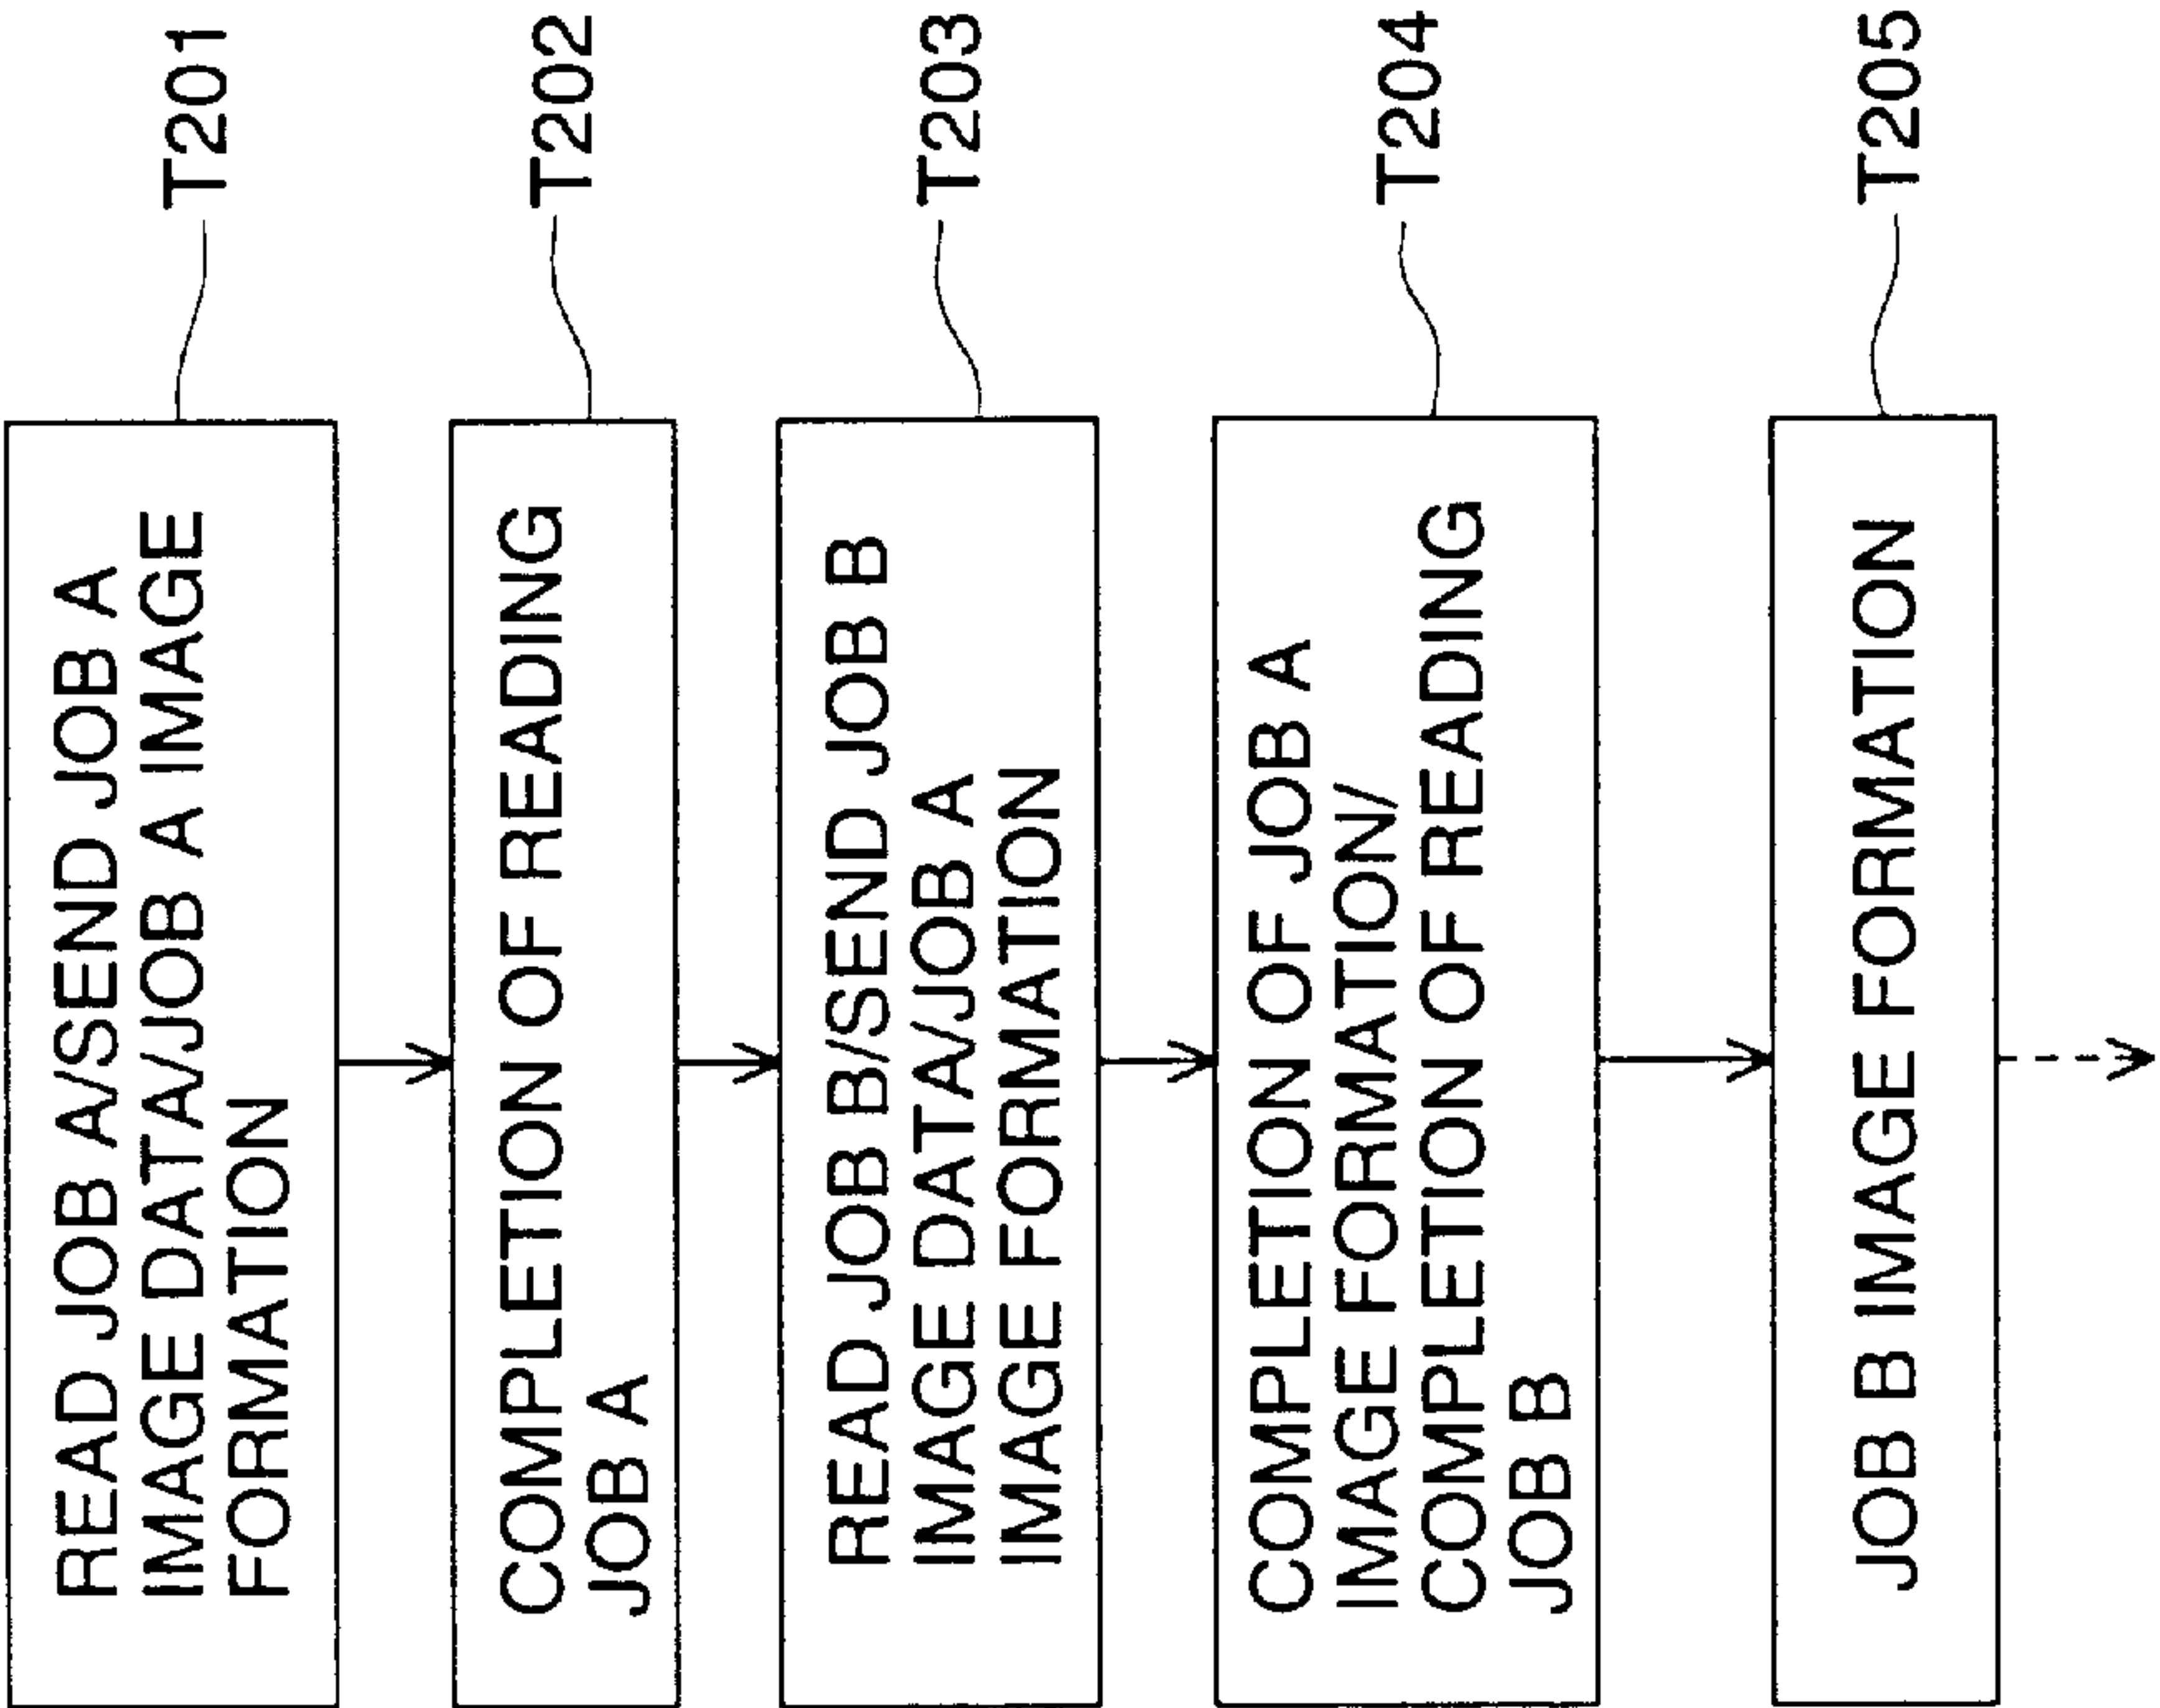 READ JOB A/SEND JOB A
IMAGE DATA/JOB A IMAGE
FORMATION
T201
COMPLETION OF READING
JOB A
T202
READ JOB B/SEND JOB B
IMAGE DATA/JOB A
IMAGE FORMATION
T203
COMPLETION OF JOB A
IMAGE FORMATION/
COMPLETION OF READING
JOB B
T204
JOB B IMAGE FORMATION
T205